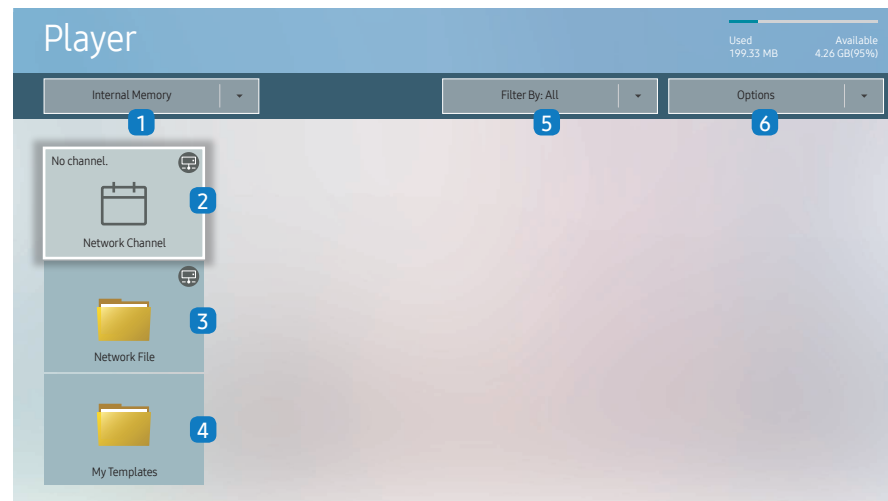 Player
Used Available
199.33 MB 4.26 GB(95%)
Internal Memory Filter By: All Options
1 5 6
No channel.
2
Network Channel
3
Network File
4
My Templates